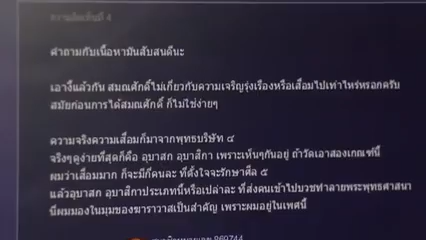 ความคิดเห็นที่ 4
คำถามกับเนื้อหามันสับสนดีนะ
เอางี้แล้วกัน สมณศักดิ์ไม่เกี่ยวกับความเจริญรุ่งเรื่องหรือเสื่อมไปเท่าไหร่หรอกครับ
สมัยก่อนการได้สมณศักดิ์ ก็ไม่ใช่ง่ายๆ
ความจริงความเสื่อมก็มาจากพุทธบริษัท ๔
จริงๆดูง่ายที่สุดก็คือ อุบาสก อุบาสิกา เพราะเห็นๆกันอยู่ ถ้าวัดเอาสองเกณฑ์นี้
ผมว่าเสื่อมมาก ก็จะมีกี่คนละ ที่ตั้งใจจะรักษาศีล ๕
แล้วอุบาสก อุบาสิกาประเภทนี้หรือเปล่าละ ที่ส่งคนเข้าไปบวชทำลายพระพุทธศาสนา
นี่ผมมองในมุมของฆาราวาสเป็นสำคัญ เพราะผมอยู่ในเพศนี้
869744